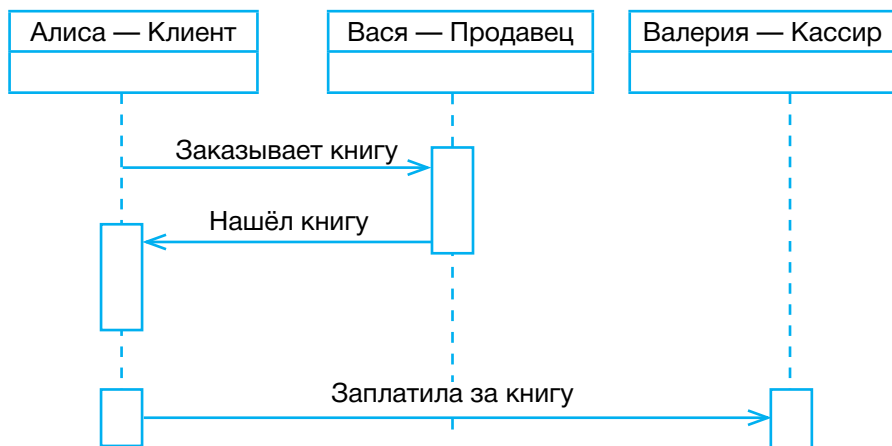 Алиса — Клиент
Вася — Продавец
Валерия — Кассир
Заказывает книгу
Нашёл книгу
Заплатила за книгу